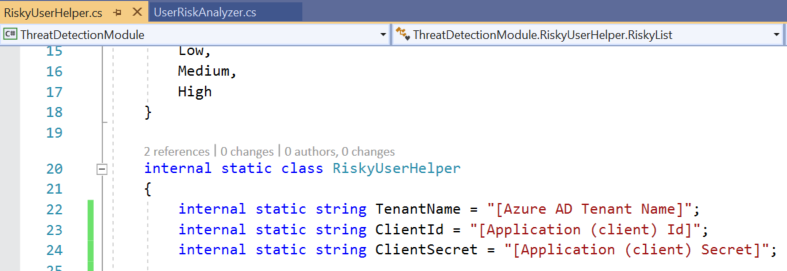 RiskyUserHelper.cs UserRiskAnalyzer.cs
ThreatDetectionModule ThreatDetectionModule.RiskyUserHelper.RiskyList
15 Low,
16 Medium,
17 High
18 }
19
2 references | 0 changes | 0 authors, 0 changes
20 internal static class RiskyUserHelper
21 {
22 internal static string TenantName = "[Azure AD Tenant Name]";
23 internal static string ClientId = "[Application (client) Id]";
24 internal static string ClientSecret = "[Application (client) Secret]";
25